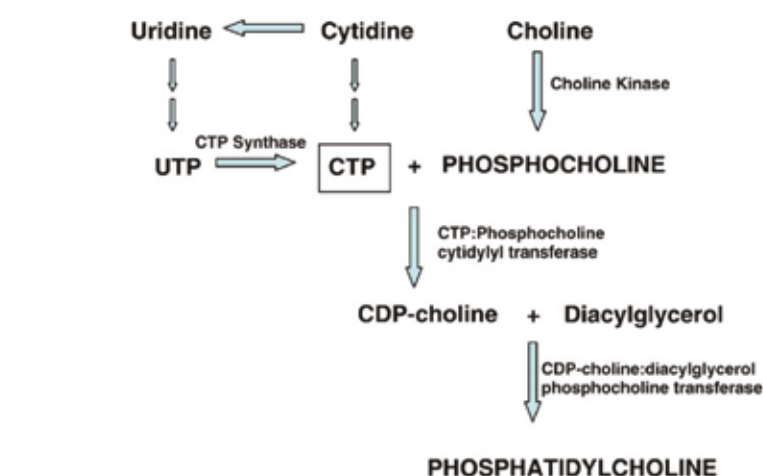 Uridine Cytidine Choline
Choline Kinase
CTP Synthase
UTP CTP + PHOSPHOCHOLINE
CTP:Phosphocholine
cytidylyl transferase
CDP-choline + Diacylglycerol
CDP-choline:diacylglycerol
phosphocholine transferase
PHOSPHATIDYLCHOLINE